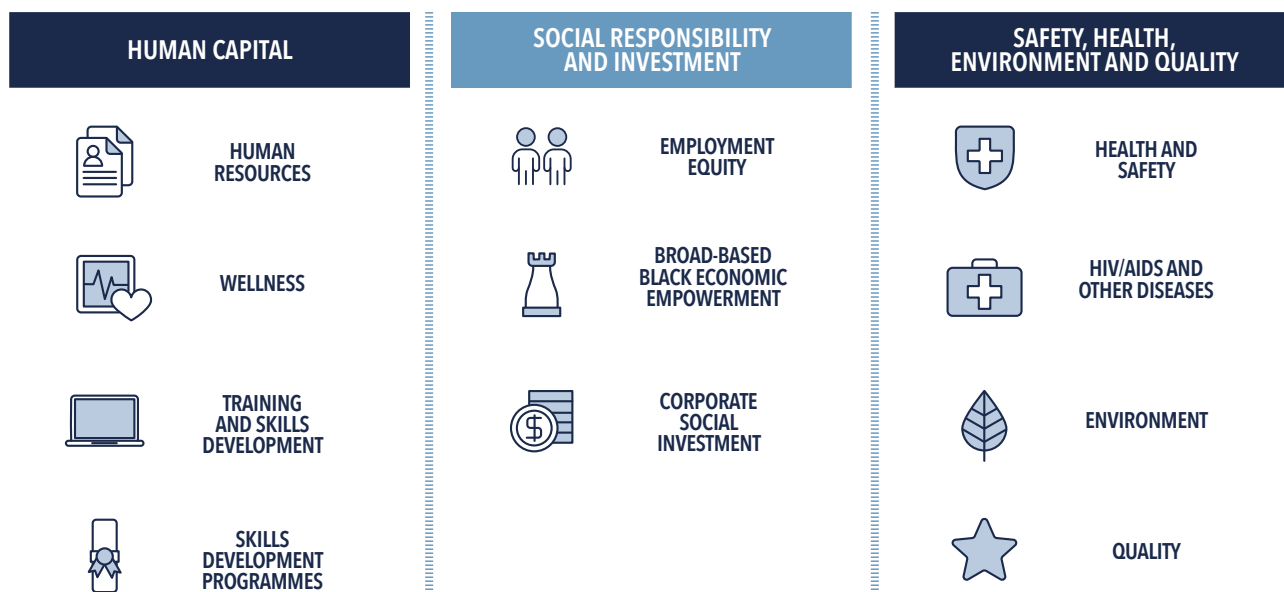 HUMAN CAPITAL
HUMAN
RESOURCES
WELLNESS
TRAINING
AND SKILLS
DEVELOPMENT
SKILLS
DEVELOPMENT
PROGRAMMES
SOCIAL RESPONSIBILITY
AND INVESTMENT
EMPLOYMENT
EQUITY
BROAD-BASED
BLACK ECONOMIC
EMPOWERMENT
$
CORPORATE
SOCIAL
INVESTMENT
SAFETY, HEALTH,
ENVIRONMENT AND QUALITY
HEALTH AND
SAFETY
HIV/AIDS AND
OTHER DISEASES
ENVIRONMENT
QUALITY